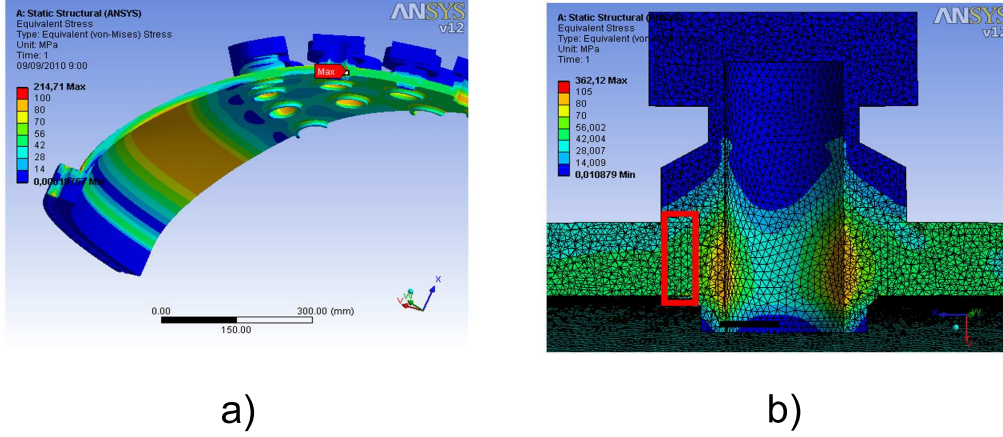 A: Static Structural (ANSYS)
Equivalent Stress
Type: Equivalent (von-Mises) Stress
Unit: MPa
Time: 1
09/09/2010 9:00
214,71 Max
100
80
70
56
42
28
14
Min
ANSYS
v12
Max
X
Y
0.00
300.00 (mm)
150.00
a)
A: Static Structural
Equivalent Stress
Type: Equivalent (von-
Unit: MPa
Time: 1
362,12 Max
105
80
70
56,002
42,004
28,007
14,009
0,010879 Min
ANSYS
v12
b)